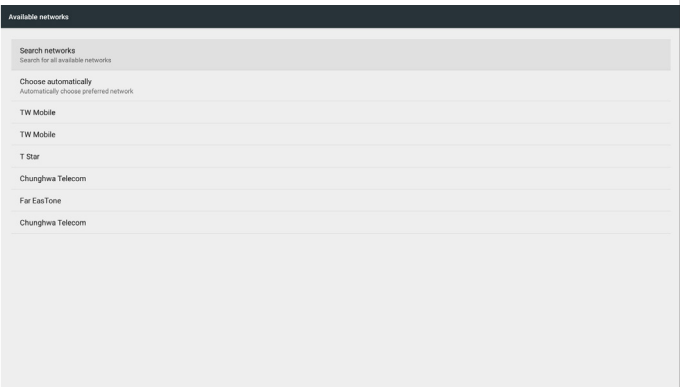 Available networks
Search networks
Search for all available networks
Choose automatically
Automatically choose preferred network
TW Mobile
TW Mobile
T Star
Chunghwa Telecom
Far EasTone
Chunghwa Telecom